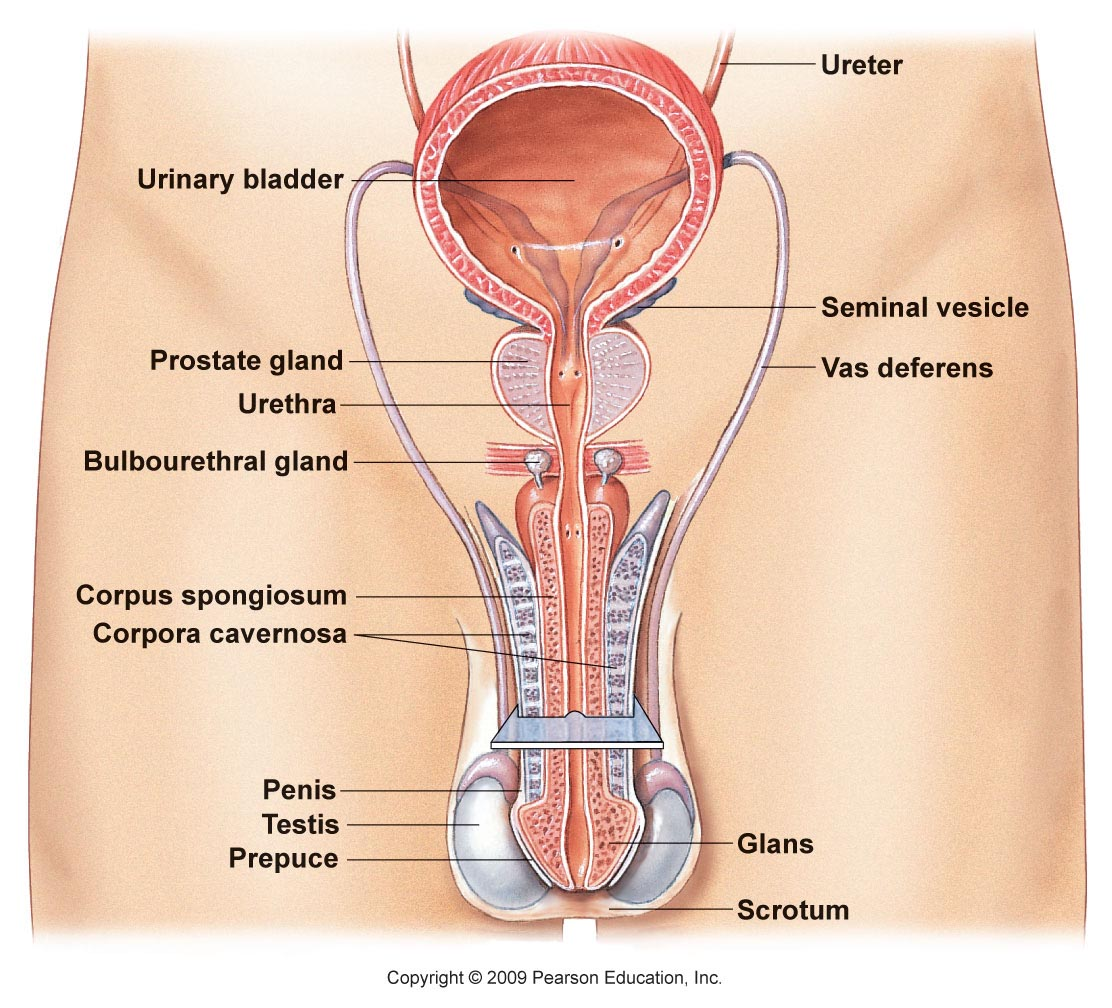 Ureter
Urinary bladder
Seminal vesicle
Prostate gland
Vas deferens
Urethra
Bulbourethral gland
Corpus spongiosum
Corpora cavernosa
Penis
Testis
Glans
Prepuce
Scrotum
Copyright © 2009 Pearson Education, Inc.